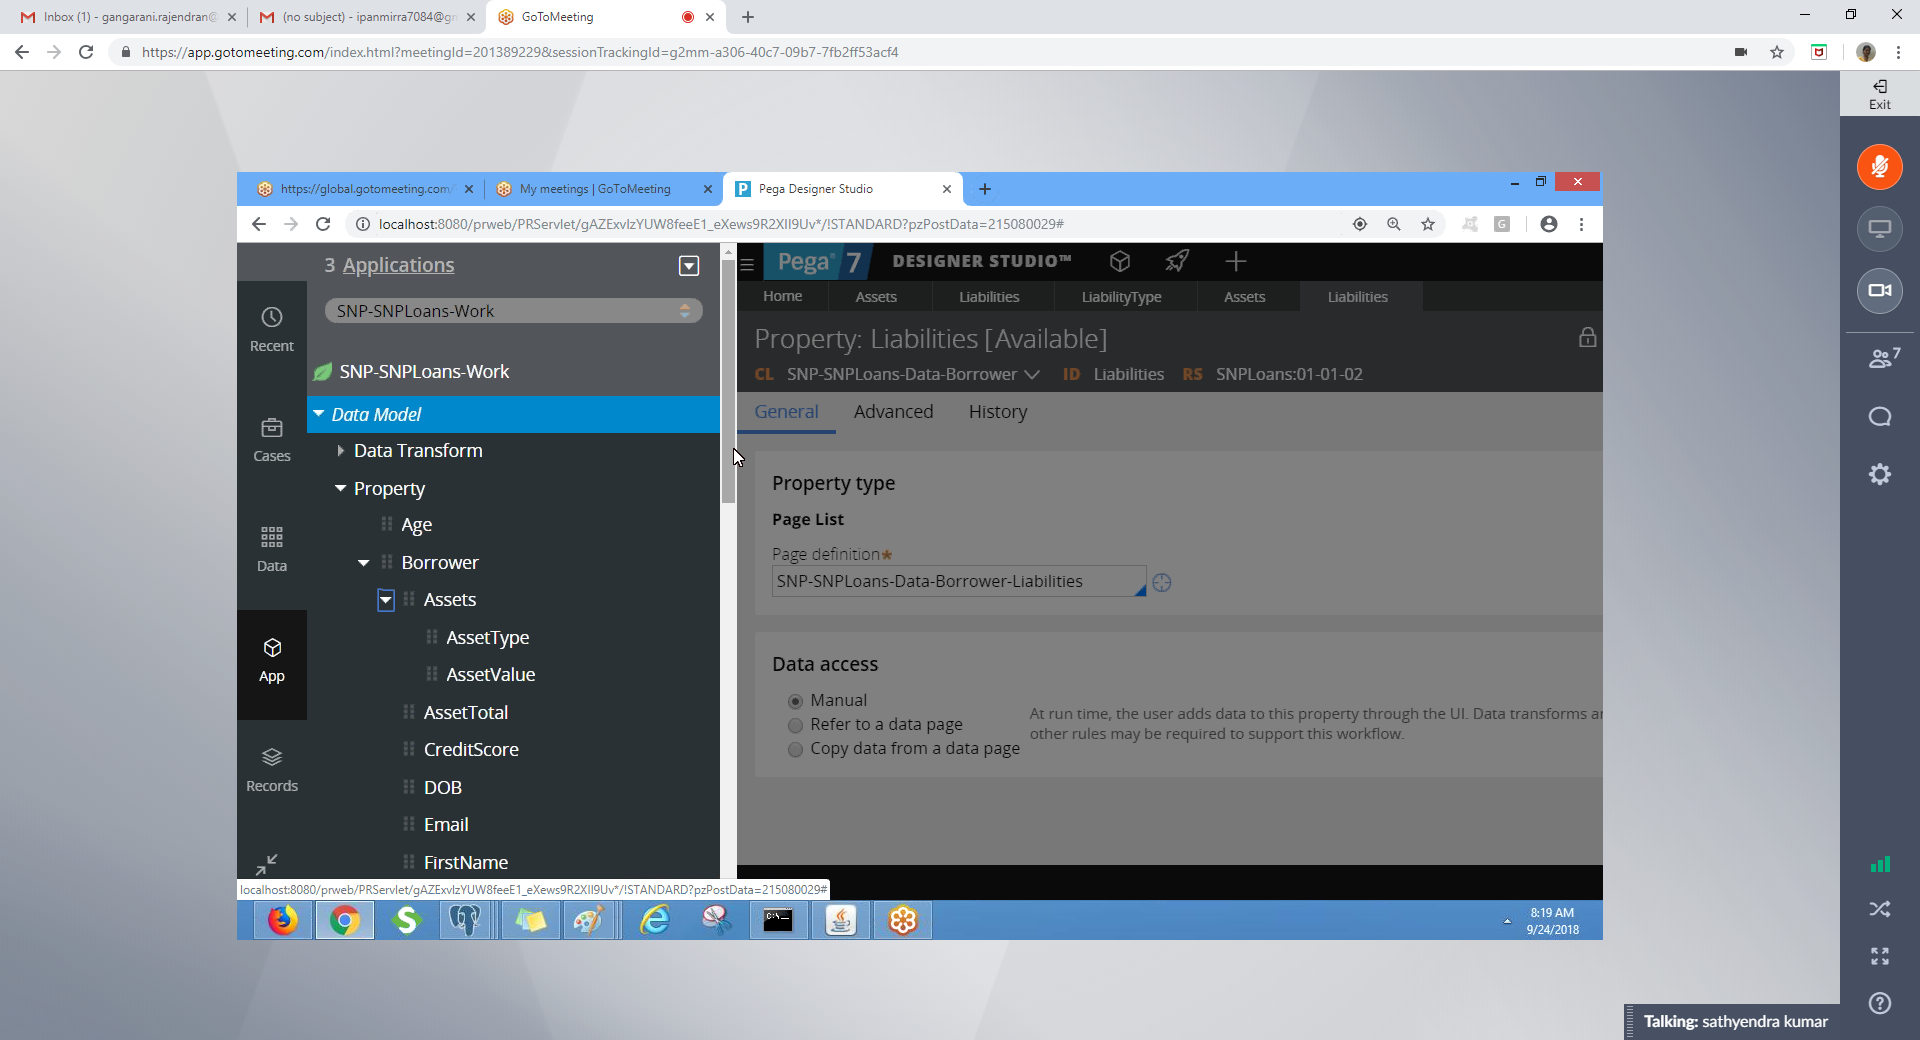 Inbox (1) - gangarani.rajendran@
(no subject) - ipanmirra7084@gm
GoToMeeting
https://app.gotomeeting.com/index.html?meetingId=201389229&sessionTrackingId=g2mm-a306-40c7-09b7-7fb2ff53acf4
Exit
7
https://global.gotomeeting.com/
My meetings | GoToMeeting
Pega Designer Studio
localhost:8080/prweb/PRServlet/gAZExvlzYUW8feeE1_eXews9R2XII9Uv*/!STANDARD?pzPostData=215080029#
3 Applications
SNP-SNPLoans-Work
SNP-SNPLoans-Work
Recent
Cases
Data
App
Records
Data Model
Data Transform
Property
Age
Borrower
Assets
AssetType
AssetValue
AssetTotal
CreditScore
DOB
Email
FirstName
Pega 7
DESIGNER STUDIO™
Home
Assets
Liabilities
LiabilityType
Assets
Liabilities
Property: Liabilities [Available]
CL SNP-SNPLoans-Data-Borrower ID Liabilities RS SNPLoans:01-01-02
General
Advanced
History
Property type
Page List
Page definition*
SNP-SNPLoans-Data-Borrower-Liabilities
Data access
Manual
Refer to a data page
Copy data from a data page
At run time, the user adds data to this property through the UI. Data transforms
other rules may be required to support this workflow.
localhost:8080/prweb/PRServlet/gAZExvlzYUW8feeE1_eXews9R2XII9Uv*/!STANDARD?pzPostData=215080029#
C:\-
8:19 AM
9/24/2018
Talking: sathyendra kumar